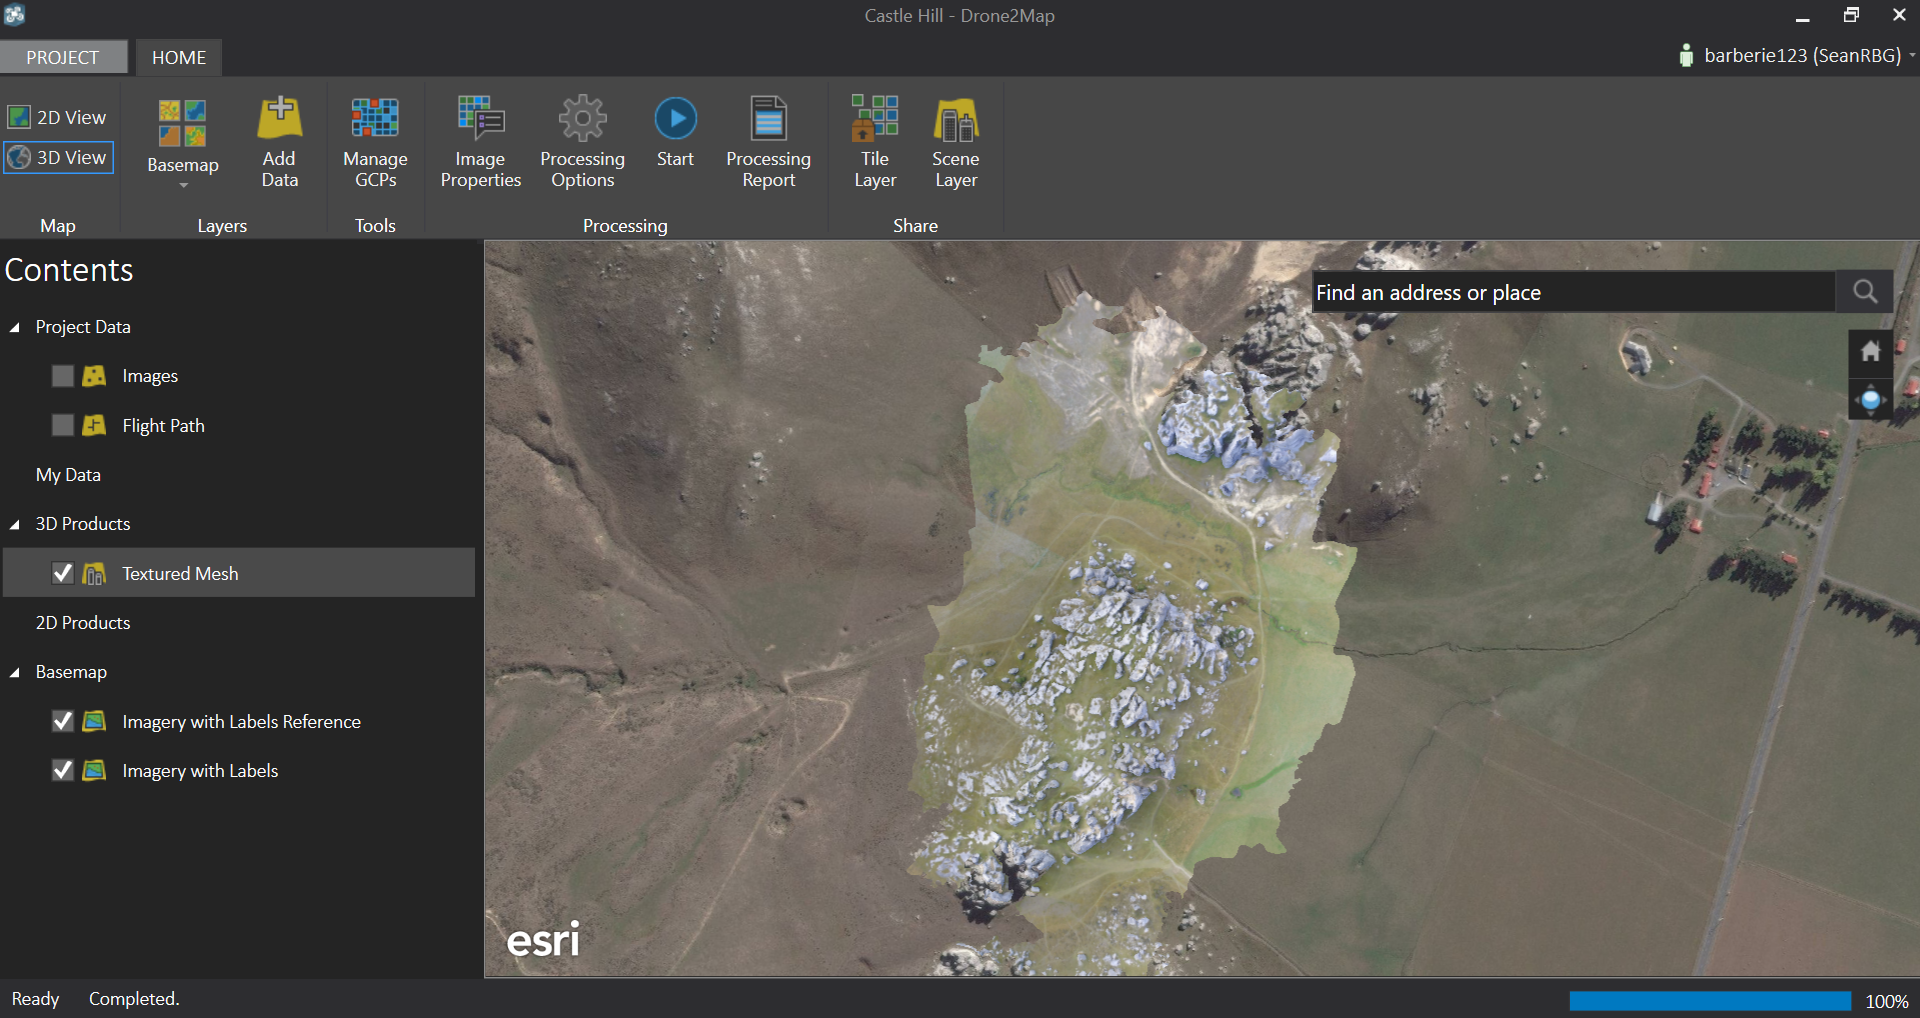 Castle Hill - Drone2Map
PROJECT
HOME
barberie123 (SeanRBG)
2D View
3D View
Map
Basemap
Add
Data
Layers
Manage
GCPs
Tools
Image
Properties
Processing
Options
Start
Processing
Report
Processing
Tile
Layer
Scene
Layer
Share
Contents
Project Data
Images
Flight Path
My Data
3D Products
Textured Mesh
2D Products
Basemap
Imagery with Labels Reference
Imagery with Labels
Find an address or place
esri
Ready
Completed.
100%